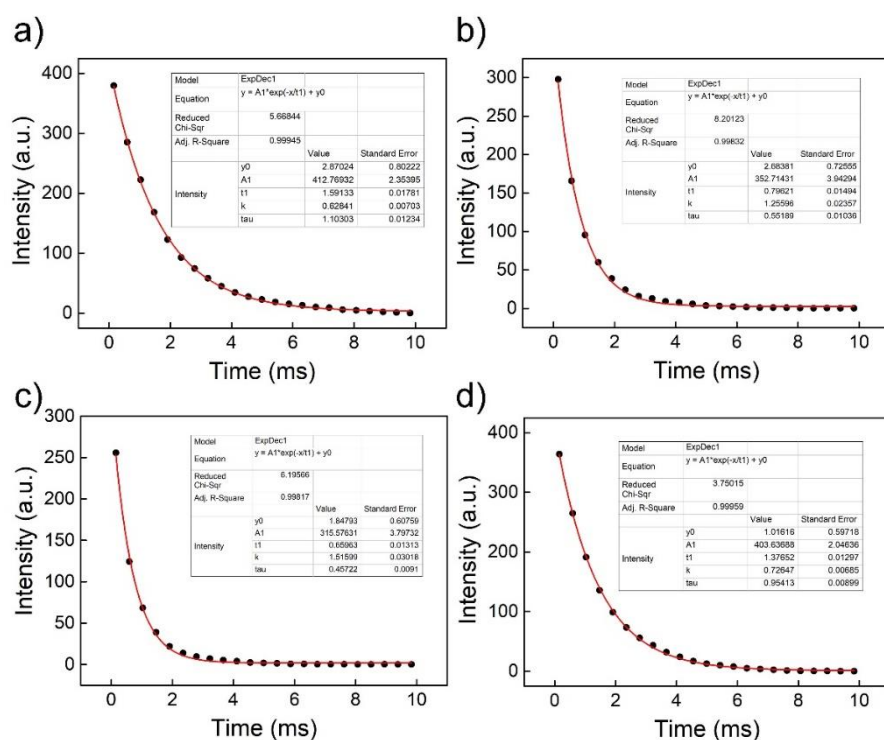 a)
Intensity (a.u.)
400
300
200
100
0
0 2 4 6 8 10
Time (ms)
Model ExpDec1
Equation y = A1*exp(-x/t1) + y0
Reduced Chi-Sqr 5.66844
Adj. R-Square 0.99945
Value Standard Error
Intensity
y0 2.87024 0.80222
A1 412.76932 2.35395
t1 1.59133 0.01781
k 0.62841 0.00703
tau 1.10303 0.01234
b)
Intensity (a.u.)
300
250
200
150
100
50
0
0 2 4 6 8 10
Time (ms)
Model ExpDec1
Equation y = A1*exp(-x/t1) + y0
Reduced Chi-Sqr 8.20123
Adj. R-Square 0.99832
Value Standard Error
Intensity
y0 2.68381 0.72555
A1 352.71431 3.94294
t1 0.79621 0.01494
k 1.25596 0.02357
tau 0.55189 0.01036
c)
Intensity (a.u.)
300
250
200
150
100
50
0
0 2 4 6 8 10
Time (ms)
Model ExpDec1
Equation y = A1*exp(-x/t1) + y0
Reduced Chi-Sqr 6.19566
Adj. R-Square 0.99817
Value Standard Error
Intensity
y0 1.84793 0.60759
A1 315.57631 3.79732
t1 0.65963 0.01313
k 1.51599 0.03018
tau 0.45722 0.0091
d)
Intensity (a.u.)
400
300
200
100
0
0 2 4 6 8 10
Time (ms)
Model ExpDec1
Equation y = A1*exp(-x/t1) + y0
Reduced Chi-Sqr 3.75015
Adj. R-Square 0.99959
Value Standard Error
Intensity
y0 1.01616 0.59718
A1 403.63688 2.04636
t1 1.37652 0.01297
k 0.72647 0.00685
tau 0.95413 0.00899